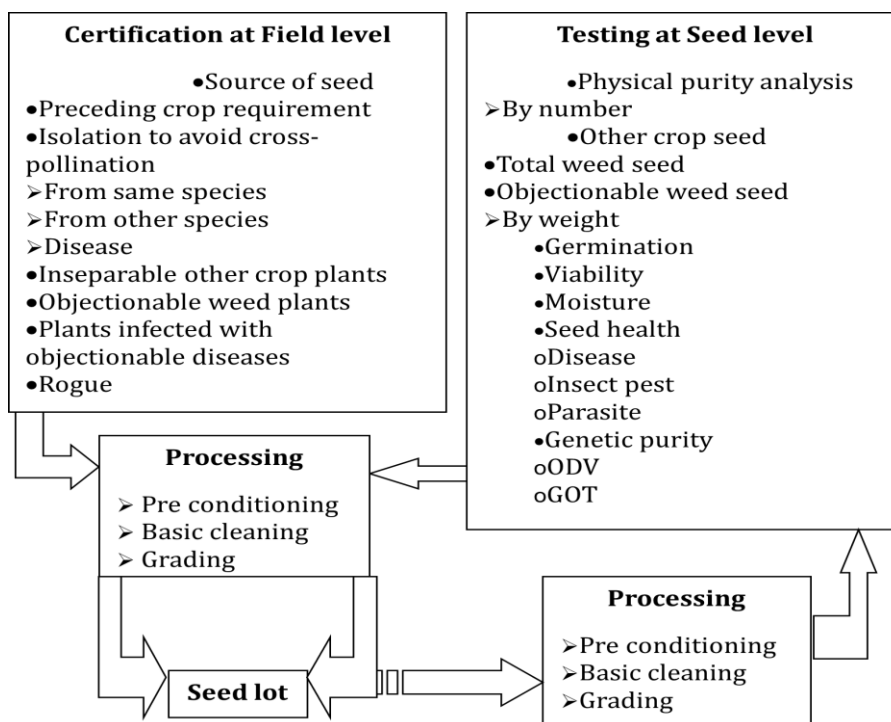 Certification at Field level
•Source of seed
•Preceding crop requirement
•Isolation to avoid cross-
pollination
➢From same species
➢From other species
➢Disease
•Inseparable other crop plants
•Objectionable weed plants
•Plants infected with
objectionable diseases
•Rogue
Testing at Seed level
•Physical purity analysis
➢By number
•Other crop seed
•Total weed seed
•Objectionable weed seed
➢By weight
•Germination
•Viability
•Moisture
•Seed health
oDisease
oInsect pest
oParasite
•Genetic purity
oODV
oGOT
Processing
➢ Pre conditioning
➢ Basic cleaning
➢ Grading
Seed lot
Processing
➢Pre conditioning
➢Basic cleaning
➢Grading